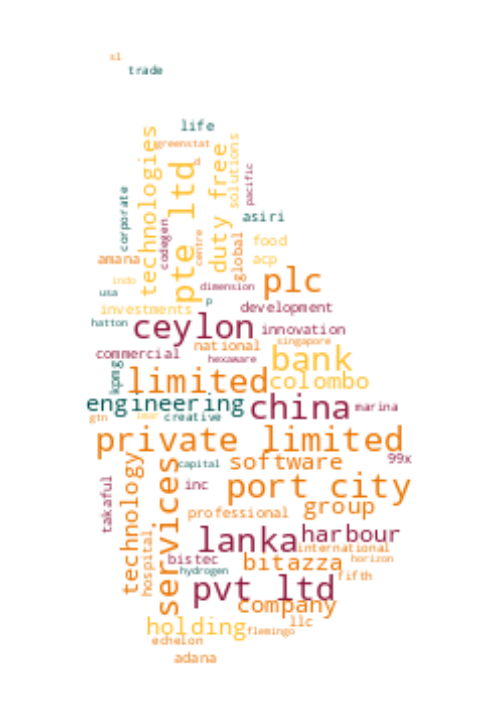 sl
trade
life
greenstat
technologies
pte ltd
d
duty free
solutions
pacific
corporate
codegen
centre
asiri
global
food
amana
acp
indo
dimension
plc
usa
p
investments
development
hatton
ceylon
innovation
national
singapore
commercial
hexaware
bank
kpmg
limited
colombo
engineering
china
marina
gtn
creative
private limited
technology
services
capital
software
99x
takaful
inc
port city
professional
group
hospital
lanka
harbour
international
bistec
bitazza
horizon
hydrogen
fifth
pvt ltd
company
holding
llc
flemingo
echelon
adana